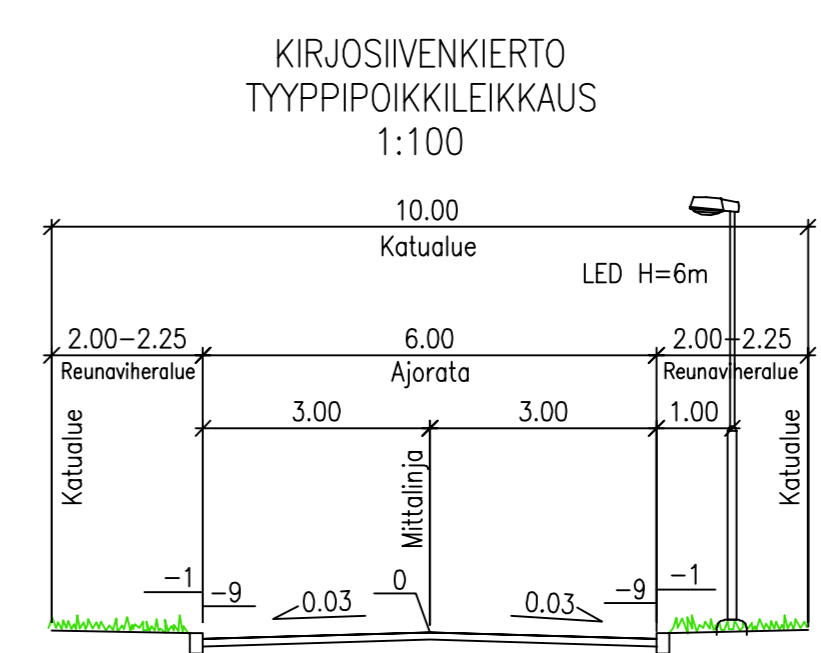 KIRJOSIIVENKIERTO
TYYPPIPOIKKILEIKKAUS
1:100
10.00
Katualue
LED H=6m
2.00-2.25
6.00
2.00-2.25
Reunaviheralue
Ajorata
Reunaviheralue
3.00
3.00
1.00
Katualue
Mittalinja
Katualue
-1
-9
0.03
0
0.03
-9
-1